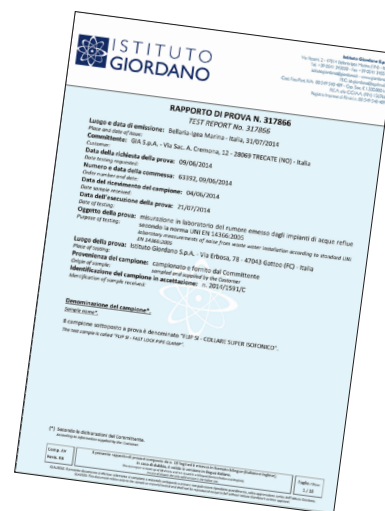 ISTITUTO
GIORDANO
Istituto Giordano S.p.A.
RAPPORTO DI PROVA N. 317866
TEST REPORT No. 317866
Luogo e data di emissione: Bellaria-Igea Marina - Italia, 31/07/2014
Place and date of issue:
Committente: GIA S.p.A. - Via Sac. A. Cremona, 12 - 28069 TRECATE (NO) - Italia
Customer:
Data della richiesta della prova: 09/06/2014
Date testing requested:
Numero e data della commessa: 63392, 09/06/2014
Order number and date:
Data del ricevimento del campione: 04/06/2014
Date sample received:
Data dell'esecuzione della prova: 21/07/2014
Date of testing:
Oggetto della prova: misurazione in laboratorio del rumore emesso dagli impianti di acque reflue
Purpose of testing: secondo la norma UNI EN 14366:2005
laboratory measurements of noise from waste water installation according to standard UNI
EN 14366:2005
Luogo della prova: Istituto Giordano S.p.A. - Via Erbosa, 78 - 47043 Gatteo (FC) - Italia
Place of testing:
Provenienza del campione: campionato e fornito dal Committente
Origin of sample: sampled and supplied by the Customer
Identificazione del campione in accettazione: n. 2014/1591/C
Identification of sample received:
Denominazione del campione*.
Sample name*.
Il campione sottoposto a prova è denominato "FLIP SI - COLLARE SUPER ISOFONICO".
The test sample is called "FLIP SI - FAST LOCK PIPE CLAMP".
(*) Secondo le dichiarazioni del Committente.
according to information supplied by the Customer.